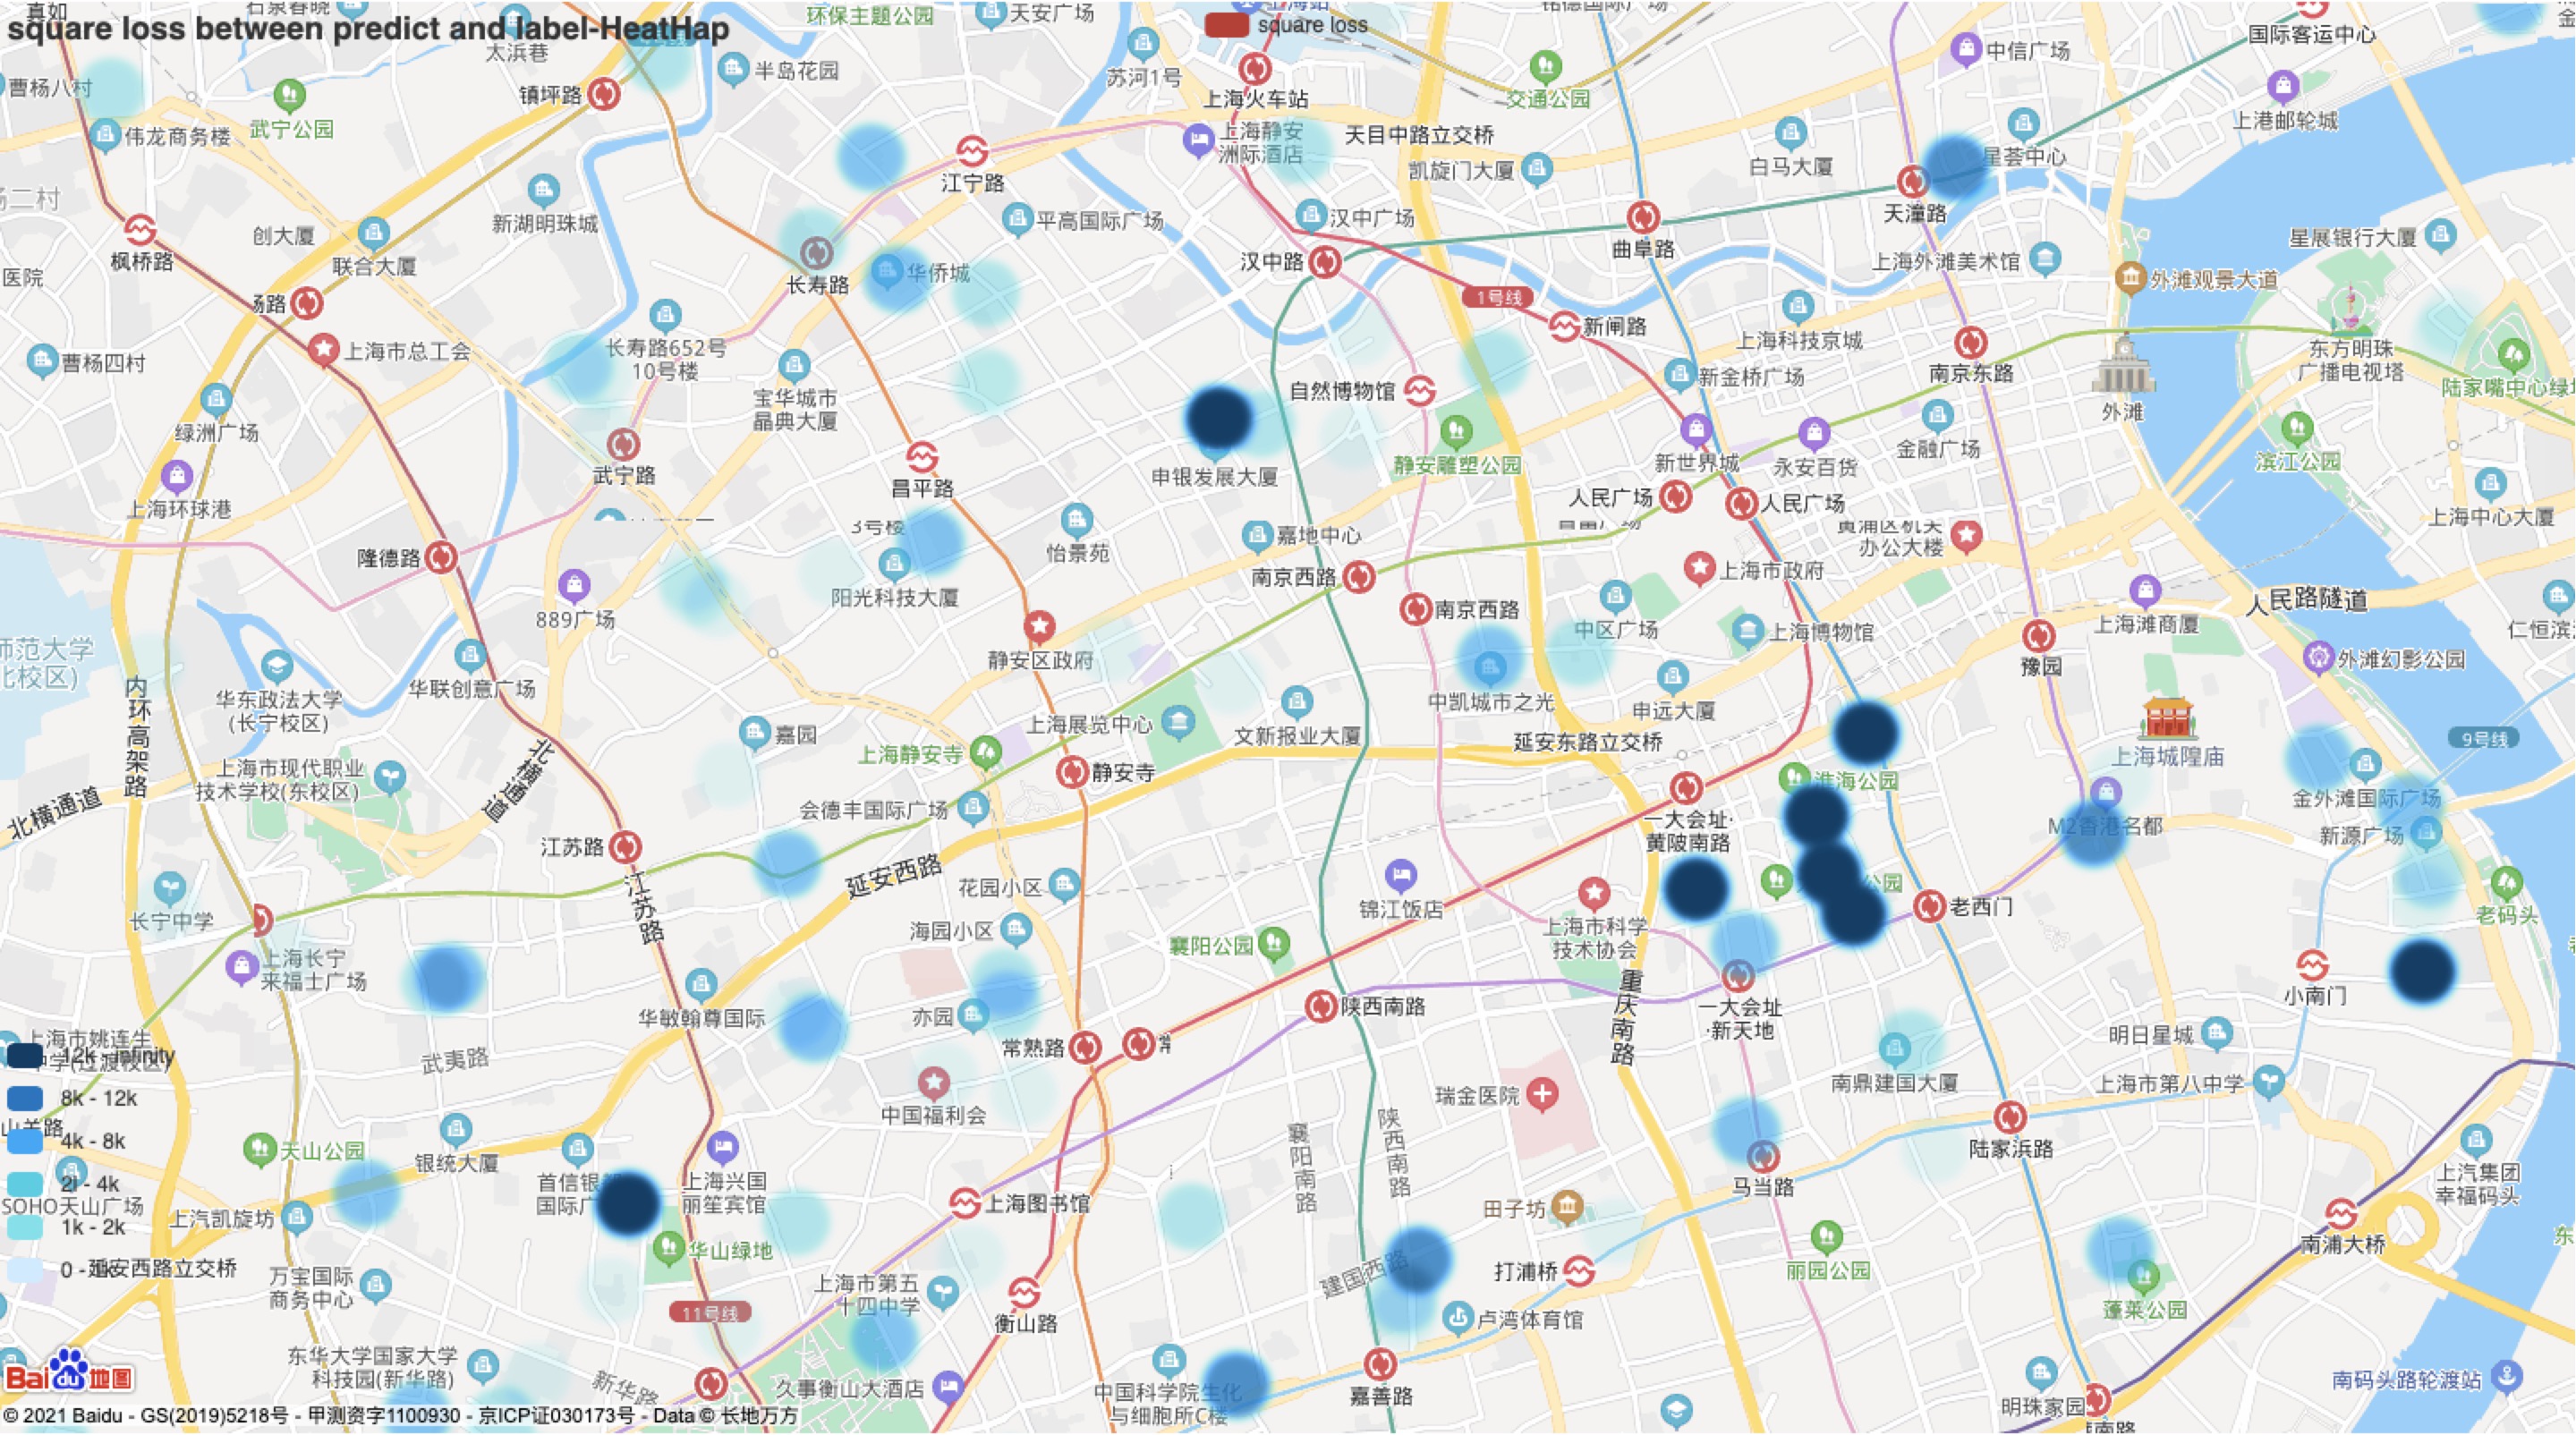 真如
石泉春晓
square loss between predict and label-HeatHap
环保主题公园
天安广场
square loss
国际客运中心
太浜巷
曹杨八村
镇坪路
半岛花园
苏河1号
上海火车站
交通公园
中信广场
上港邮轮城
伟龙商务楼
武宁公园
上海静安
洲际酒店
天目中路立交桥
凯旋门大厦
白马大厦
星荟中心
江宁路
新湖明珠城
平高国际广场
汉中广场
天潼路
创大厦
联合大厦
枫桥路
医院
长寿路
华侨城
汉中路
曲阜路
上海外滩美术馆
外滩观景大道
星展银行大厦
场路
1号线
新闸路
上海科技京城
南京东路
东方明珠
广播电视塔
曹杨四村
上海市总工会
长寿路652号
10号楼
宝华城市
晶典大厦
自然博物馆
新金桥广场
陆家嘴中心绿地
外滩
绿洲广场
武宁路
昌平路
申银发展大厦
静安雕塑公园
新世界城
永安百货
金融广场
滨江公园
上海环球港
3号楼
怡景苑
嘉地中心
人民广场
人民广场
黄浦区机关
办公大楼
上海中心大厦
隆德路
889广场
阳光科技大厦
南京西路
南京西路
上海市政府
中区广场
上海博物馆
上海滩商厦
人民路隧道
仁恒滨
师范大学
北校区)
静安区政府
豫园
外滩幻影公园
华东政法大学
(长宁校区)
华联创意广场
内环高架路
嘉园
上海展览中心
文新报业大厦
中凯城市之光
申远大厦
延安东路立交桥
上海静安寺
静安寺
上海城隍庙
9号线
上海市现代职业
技术学校(东校区)
北横通道
北横通道
会德丰国际广场
淮海公园
金外滩国际广场
新源广场
M2香港名都
江苏路
江苏路
延安西路
一大会址·
黄陂南路
花园小区
锦江饭店
公园
老西门
老码头
长宁中学
海园小区
襄阳公园
上海市科学
技术协会
上海长宁
来福士广场
华敏翰尊国际
亦园
常熟路
陕西南路
重庆南路
一大会址
·新天地
小南门
明日星城
上海市姚连生
中学(过渡校区)
12k - infinity
武夷路
8k - 12k
中国福利会
瑞金医院
南鼎建国大厦
上海市第八中学
4k - 8k
天山公园
银统大厦
襄阳南路
陕西南路
陆家浜路
2k - 4k
SOHO天山广场
上汽凯旋坊
首信银都
国际广
上海兴国
丽笙宾馆
上海图书馆
马当路
田子坊
上汽集团
幸福码头
1k - 2k
华山绿地
建国西路
打浦桥
丽园公园
南浦大桥
0 - 1k
延安西路立交桥
万宝国际
商务中心
11号线
上海市第五
十四中学
衡山路
卢湾体育馆
蓬莱公园
Bai du 地图
东华大学国家大学
科技园(新华路)
新华路
久事衡山大酒店
中国科学院生化
与细胞所C楼
嘉善路
明珠家园
南码头路轮渡站
© 2021 Baidu - GS(2019)5218号 - 甲测资字1100930 - 京ICP证030173号 - Data © 长地万方